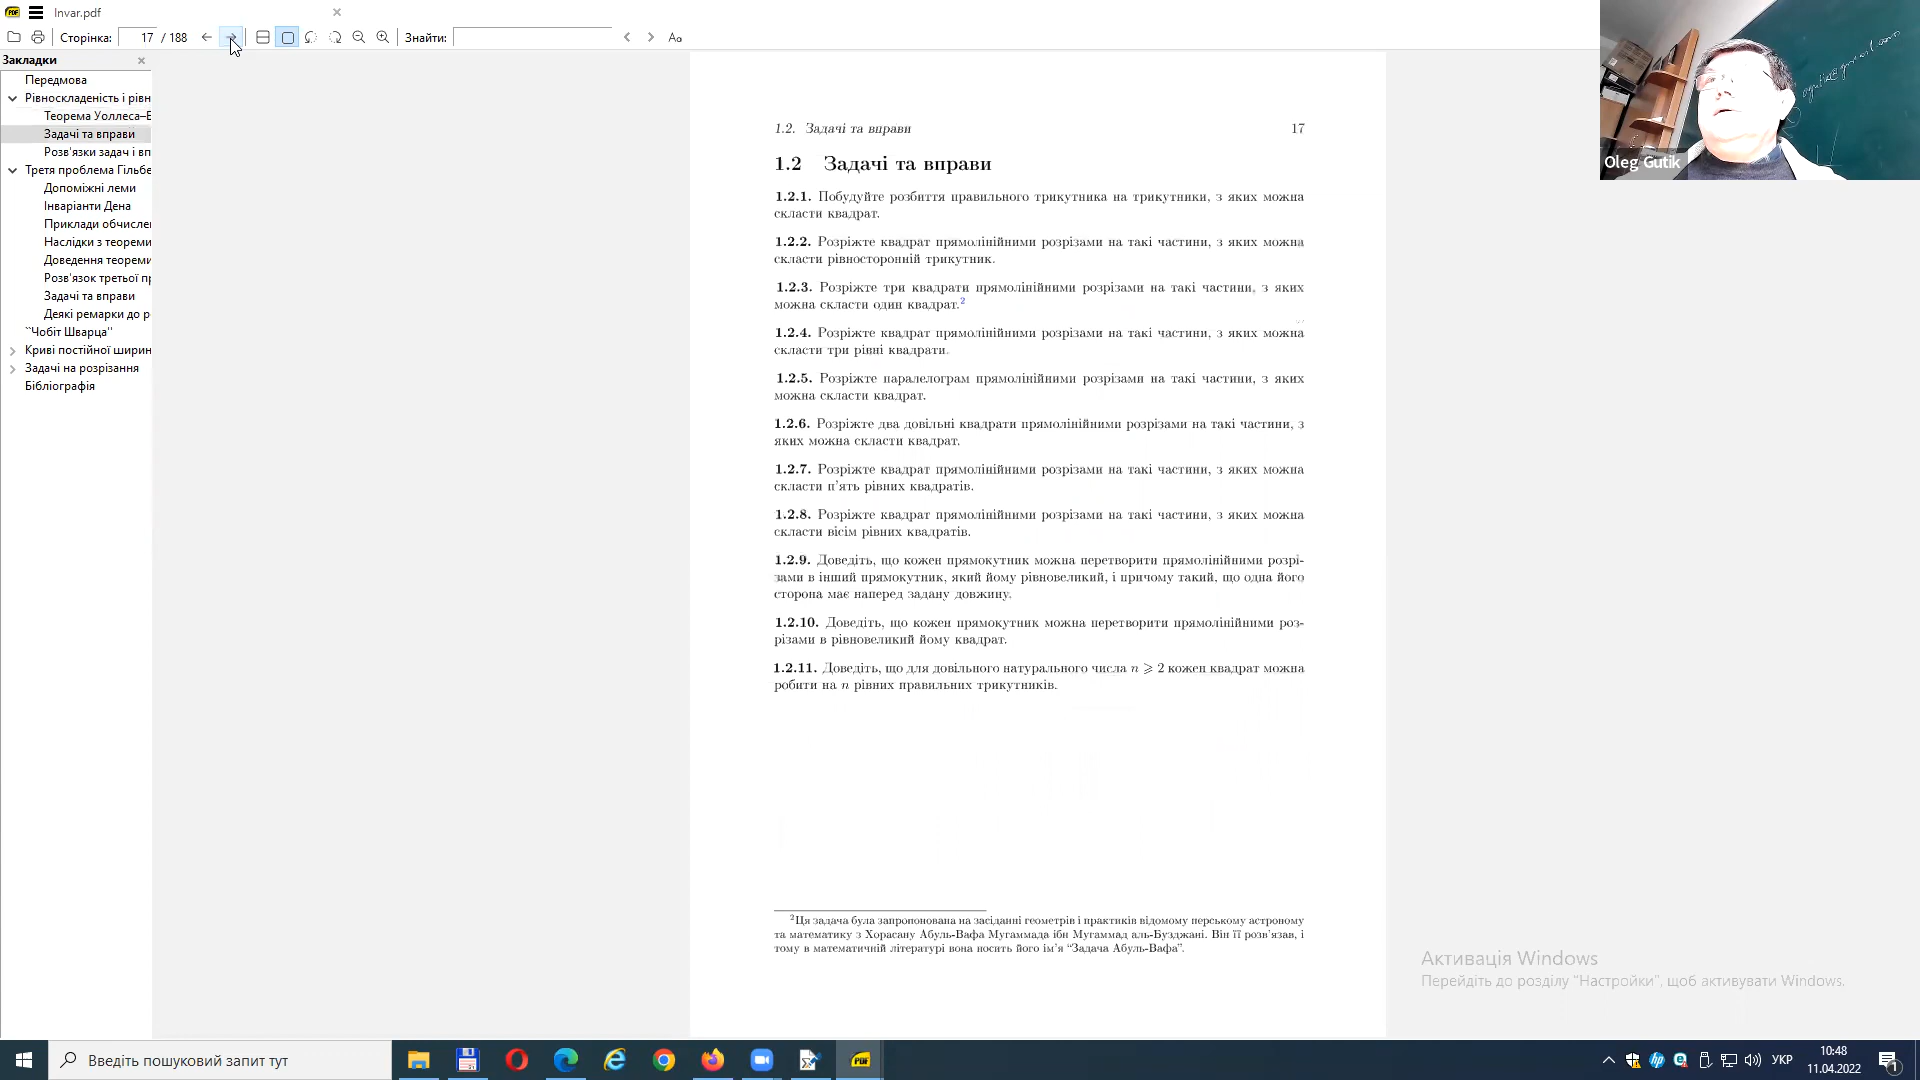 Invar.pdf
Сторінка: 17 / 188
Знайти:
Закладки
Передмова
Рівноскладеність і рівн
Теорема Уоллеса–Б
Задачі та вправи
Розв'язки задач і вп
Третя проблема Гільбе
Допоміжні леми
Інваріанти Дена
Приклади обчисле
Наслідки з теореми
Доведення теореми
Розв'язок третьої п
Задачі та вправи
Деякі ремарки до р
``Чобіт Шварца''
Криві постійної ширин
Задачі на розрізання
Бібліографія
1.2. Задачі та вправи 17
1.2 Задачі та вправи
1.2.1. Побудуйте розбиття правильного трикутника на трикутники, з яких можна
скласти квадрат.
1.2.2. Розріжте квадрат прямолінійними розрізами на такі частини, з яких можна
скласти рівносторонній трикутник.
1.2.3. Розріжте три квадрати прямолінійними розрізами на такі частини, з яких
можна скласти один квадрат.2
1.2.4. Розріжте квадрат прямолінійними розрізами на такі частини, з яких можна
скласти три рівні квадрати.
1.2.5. Розріжте паралелограм прямолінійними розрізами на такі частини, з яких
можна скласти квадрат.
1.2.6. Розріжте два довільні квадрати прямолінійними розрізами на такі частини, з
яких можна скласти квадрат.
1.2.7. Розріжте квадрат прямолінійними розрізами на такі частини, з яких можна
скласти п'ять рівних квадратів.
1.2.8. Розріжте квадрат прямолінійними розрізами на такі частини, з яких можна
скласти вісім рівних квадратів.
1.2.9. Доведіть, що кожен прямокутник можна перетворити прямолінійними розрі-
зами в інший прямокутник, який йому рівновеликий, і причому такий, що одна його
сторона має наперед задану довжину.
1.2.10. Доведіть, що кожен прямокутник можна перетворити прямолінійними роз-
різами в рівновеликий йому квадрат.
1.2.11. Доведіть, що для довільного натурального числа n ⩾ 2 кожен квадрат можна
робити на n рівних правильних трикутників.
2Ця задача була запропонована на засіданні геометрів і практиків відомому перському астроному
та математику з Хорасану Абуль-Вафа Мугаммада ібн Мугаммад аль-Бузджані. Він її розв'язав, і
тому в математичній літературі вона носить його ім'я “Задача Абуль-Вафа”.
Oleg Gutik
Активація Windows
Перейдіть до розділу "Настройки", щоб активувати Windows.
Введіть пошуковий запит тут
УКР
10:48
11.04.2022